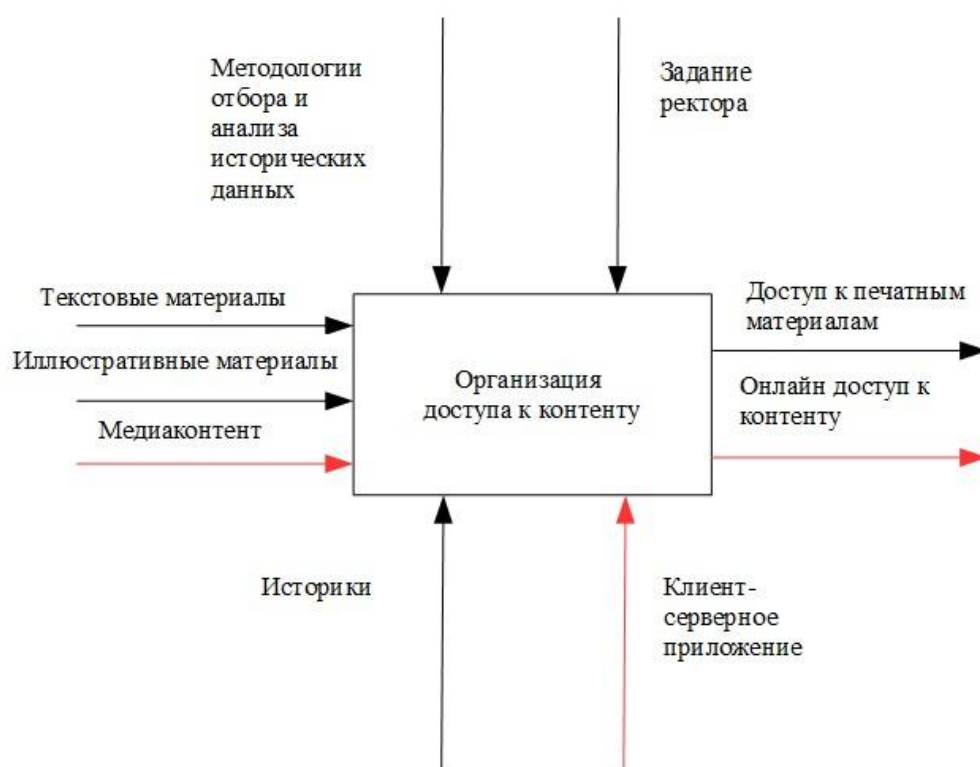 Методологии
отбора и
анализа
исторических
данных
Задание
ректора
Текстовые материалы
Иллюстративные материалы
Медиаконтент
Организация
доступа к контенту
Доступ к печатным
материалам
Онлайн доступ к
контенту
Историки
Клиент-
серверное
приложение